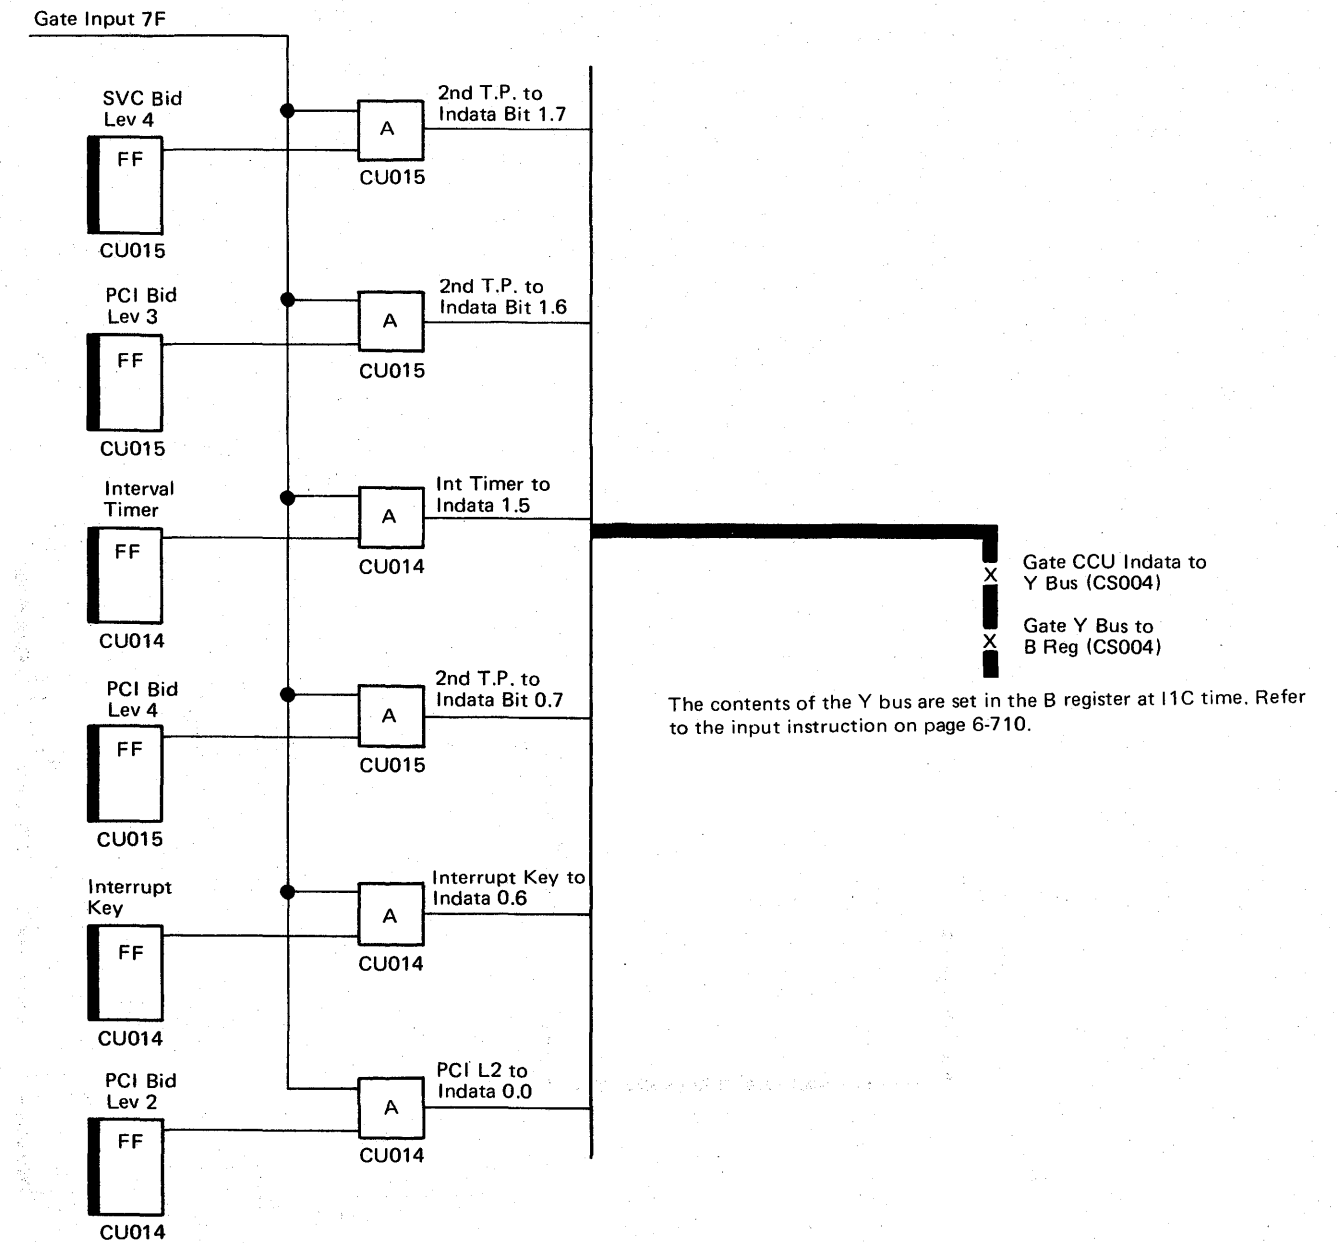 Gate Input 7F
SVC Bid
Lev 4
FF
CU015
A
CU015
2nd T.P. to
Indata Bit 1.7
PCI Bid
Lev 3
FF
CU015
A
CU015
2nd T.P. to
Indata Bit 1.6
Interval
Timer
FF
CU014
A
CU014
Int Timer to
Indata 1.5
PCI Bid
Lev 4
FF
CU015
A
CU015
2nd T.P. to
Indata Bit 0.7
Interrupt
Key
FF
CU014
A
CU014
Interrupt Key to
Indata 0.6
PCI Bid
Lev 2
FF
CU014
A
CU014
PCI L2 to
Indata 0.0
X
Gate CCU Indata to
Y Bus (CS004)
X
Gate Y Bus to
B Reg (CS004)
The contents of the Y bus are set in the B register at I1C time. Refer
to the input instruction on page 6-710.